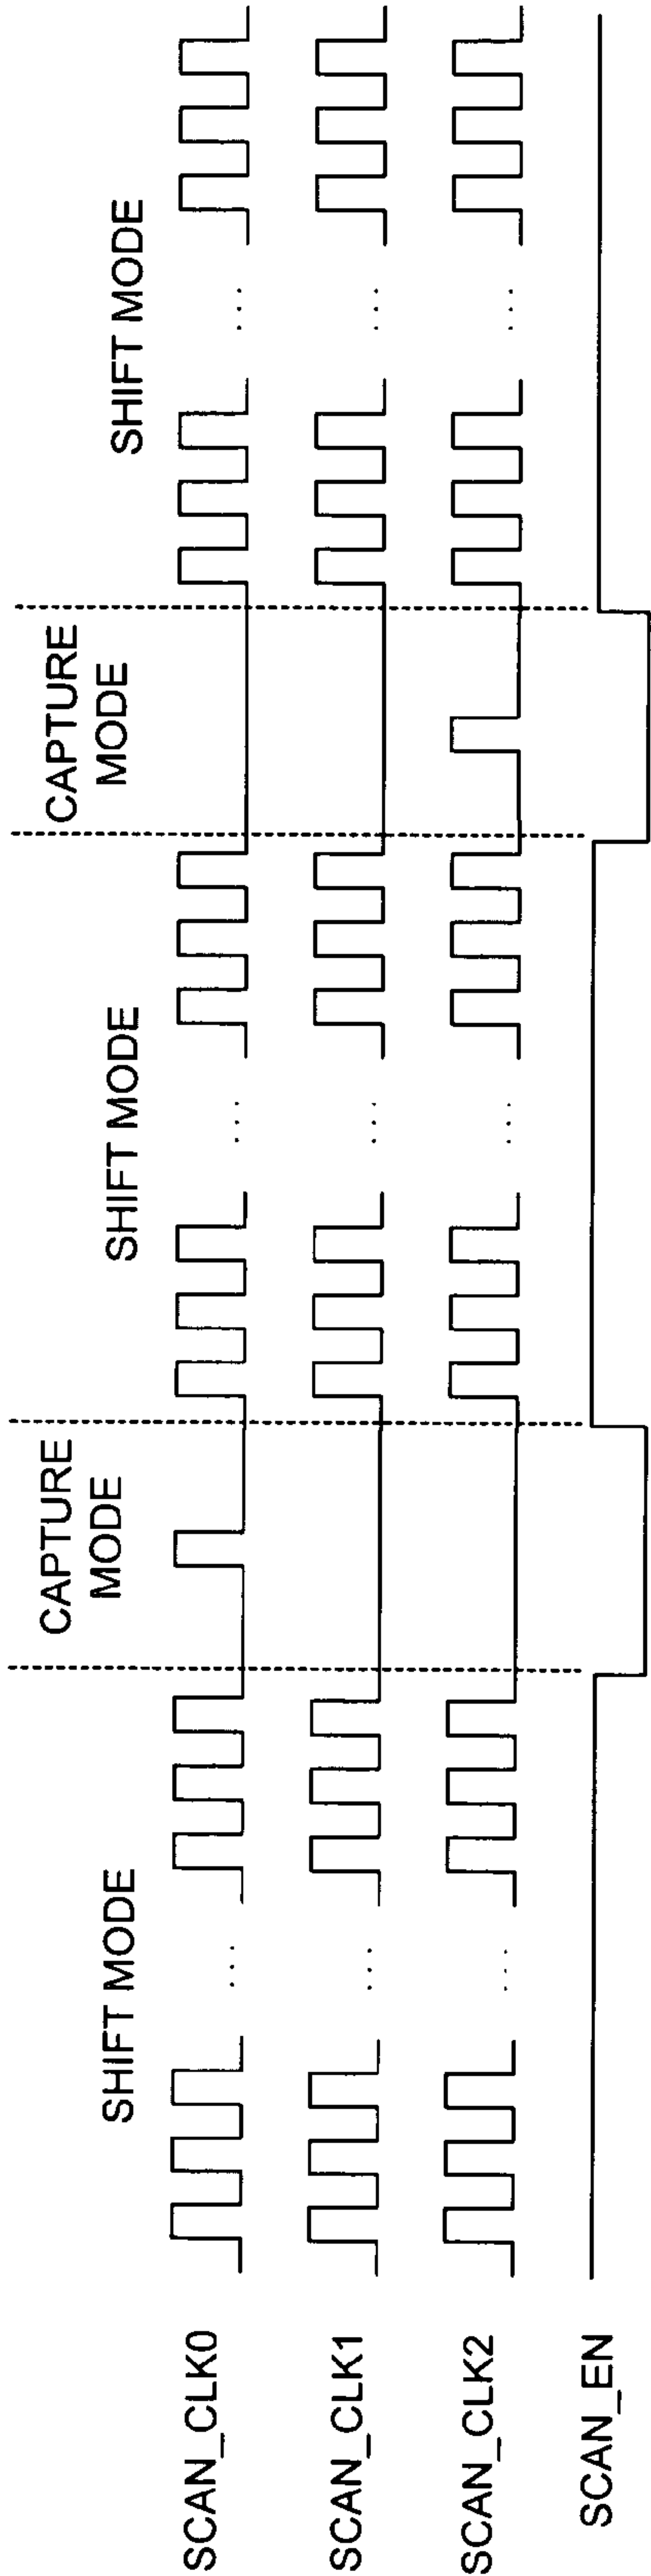 SHIFT MODE
CAPTURE
MODE
SHIFT MODE
CAPTURE
MODE
SHIFT MODE
SCAN_CLK0
...
...
...
SCAN_CLK1
...
...
...
SCAN_CLK2
...
...
...
SCAN_EN